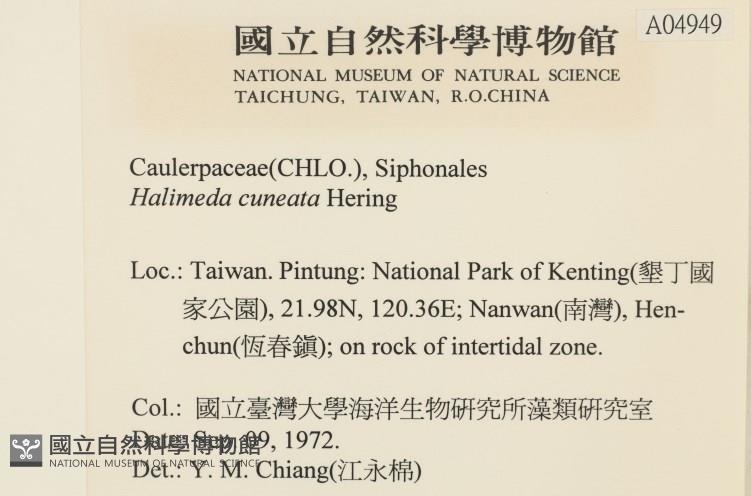 國立自然科學博物館
A04949
NATIONAL MUSEUM OF NATURAL SCIENCE
TAICHUNG, TAIWAN, R.O.CHINA
Caulerpaceae(CHLO.), Siphonales
Halimeda cuneata Hering
Loc.: Taiwan. Pintung: National Park of Kenting(墾丁國
家公園), 21.98N, 120.36E; Nanwan(南灣), Hen-
chun(恆春鎭); on rock of intertidal zone.
Col.: 國立臺灣大學海洋生物研究所藻類研究室
Date: Sep. 09, 1972.
國立自然科學博物館
NATIONAL MUSEUM OF NATURAL SCIENCE
Det.: Y. M. Chiang(江永棉)